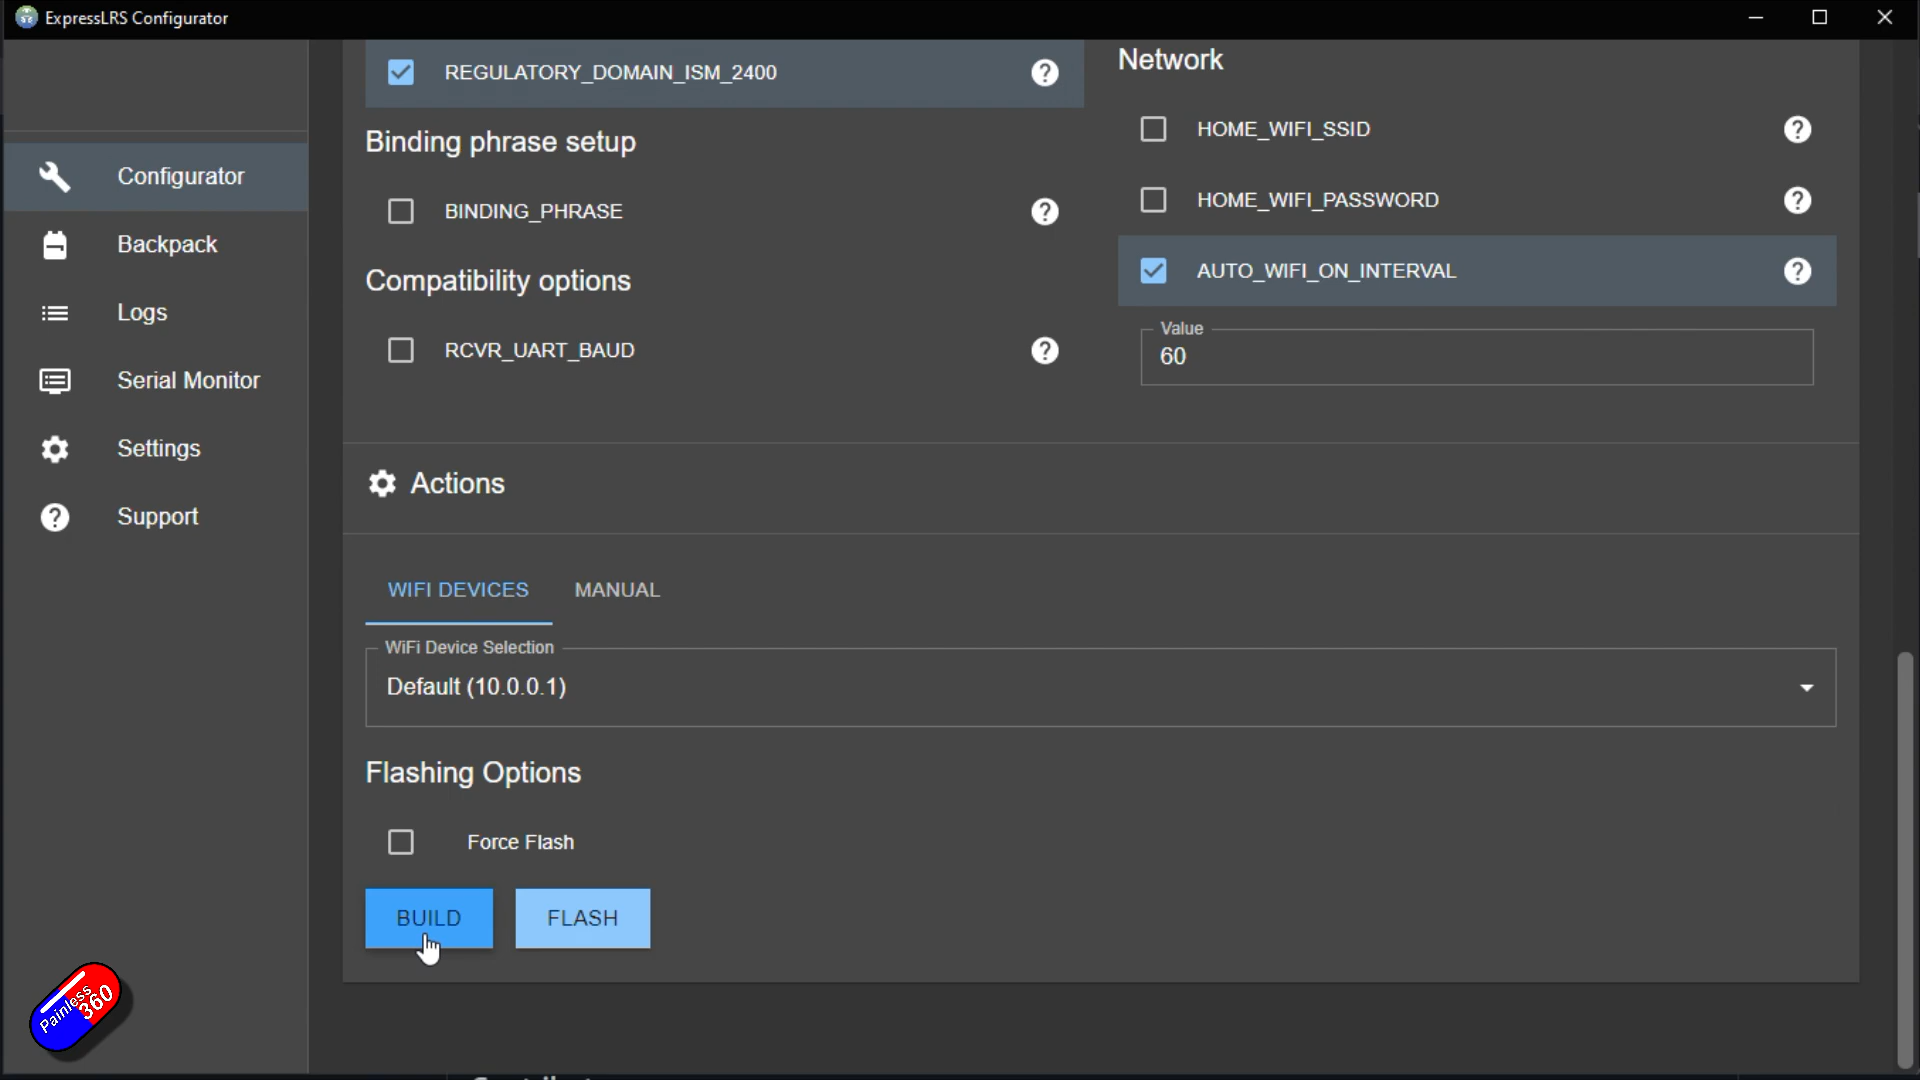 ExpressLRS Configurator
Configurator
Backpack
Logs
Serial Monitor
Settings
Support
REGULATORY_DOMAIN_ISM_2400
Binding phrase setup
BINDING_PHRASE
Compatibility options
RCVR_UART_BAUD
Network
HOME_WIFI_SSID
HOME_WIFI_PASSWORD
AUTO_WIFI_ON_INTERVAL
Value
60
Actions
WIFI DEVICES
MANUAL
WiFi Device Selection
Default (10.0.0.1)
Flashing Options
Force Flash
BUILD
FLASH
Painless
360